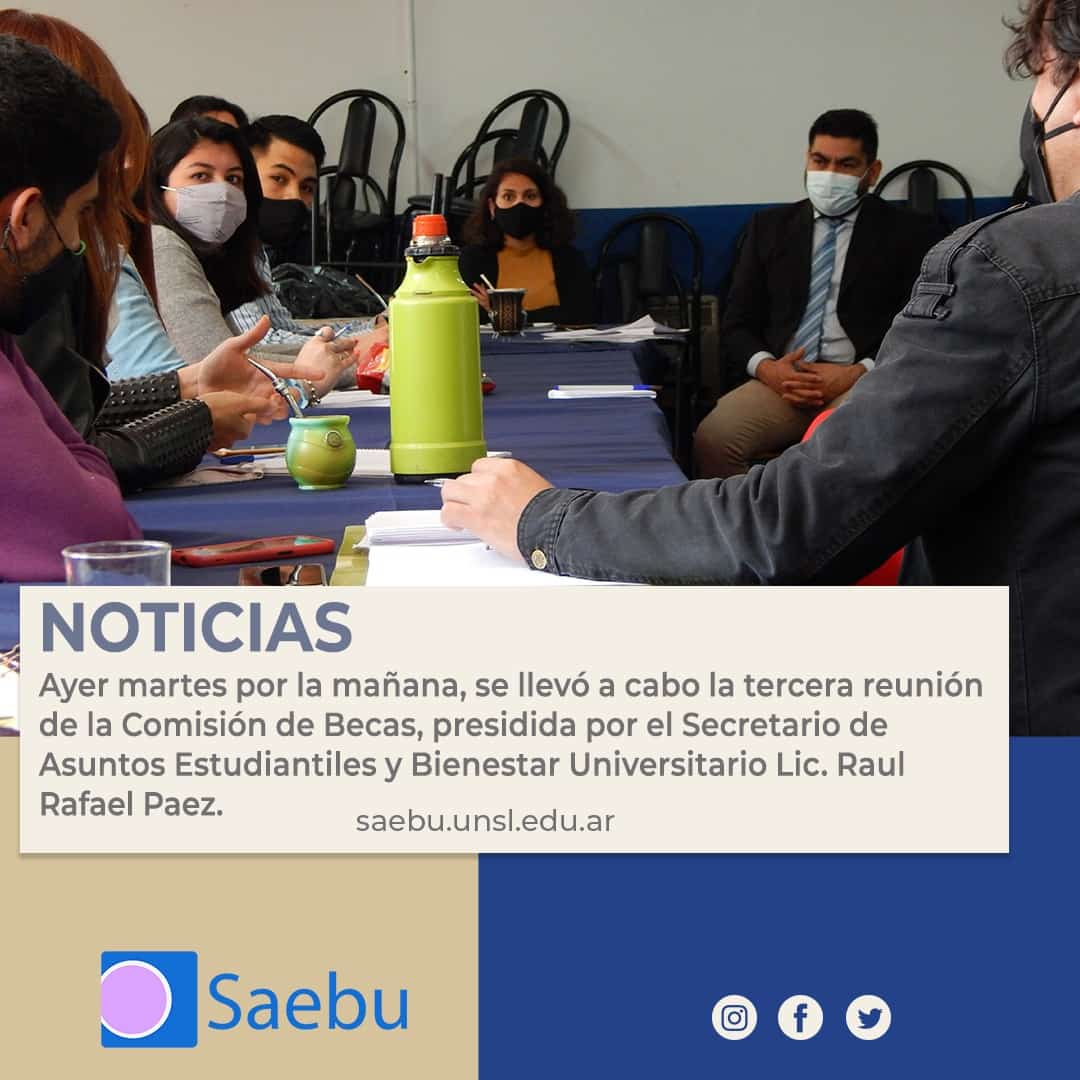 NOTICIAS
Ayer martes por la mañana, se llevó a cabo la tercera reunión
de la Comisión de Becas, presidida por el Secretario de
Asuntos Estudiantiles y Bienestar Universitario Lic. Raul
Rafael Paez.
saebu.unsl.edu.ar
Saebu